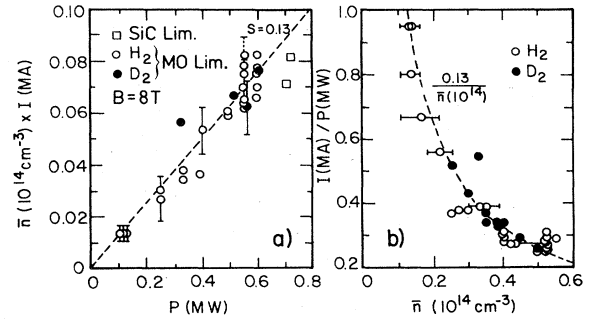 S=0.13
□ SiC Lim.
○ H₂ } MO Lim.
● D₂
B=8T
a)
0.10
0.08
0.06
0.04
0.02
0
0 0.2 0.4 0.6 0.8
P (MW)
n̄ (10¹⁴cm⁻³) x I (MA)
○ H₂
● D₂
0.13
n̄(10¹⁴)
b)
1.0
0.8
0.6
0.4
0.2
0 0.2 0.4 0.6
n̄ (10¹⁴cm⁻³)
I(MA) / P(MW)